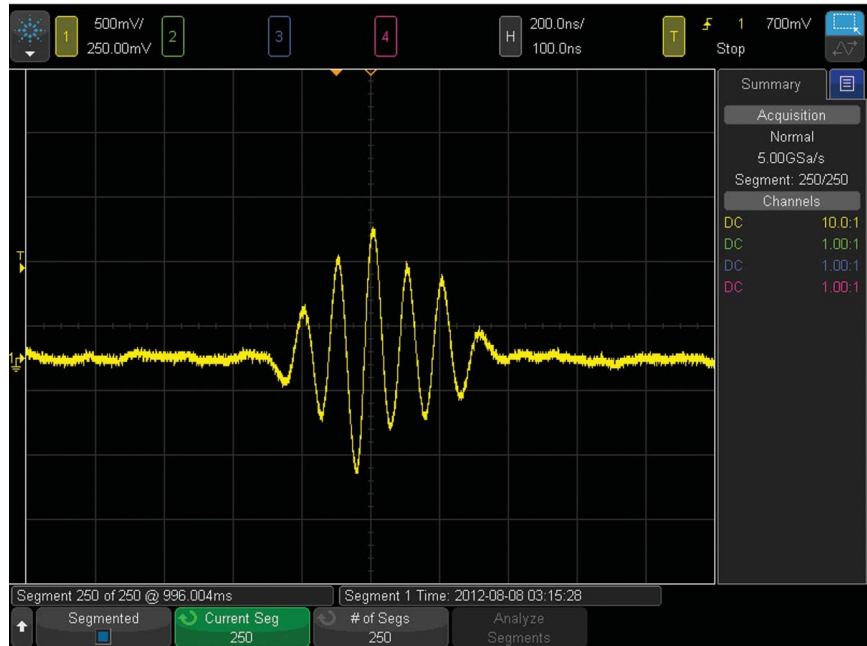 1 500mV/ 2 3 4 H 200.0ns/ T 1 700mV
250.00mV 100.0ns Stop
Summary
Acquisition
Normal
5.00GSa/s
Segment: 250/250
Channels
DC 10.0:1
DC 1.00:1
DC 1.00:1
DC 1.00:1
T
1
Segment 250 of 250 @ 996.004ms Segment 1 Time: 2012-08-08 03:15:28
Segmented Current Seg # of Segs Analyze
250 250 Segments